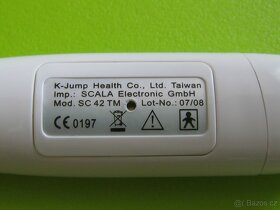 K-Jump Health Co., Ltd. Taiwan
Imp.: SCALA Electronic GmbH
Mod. SC 42 TM Lot-No.: 07/08
CE 0197
bazos.cz